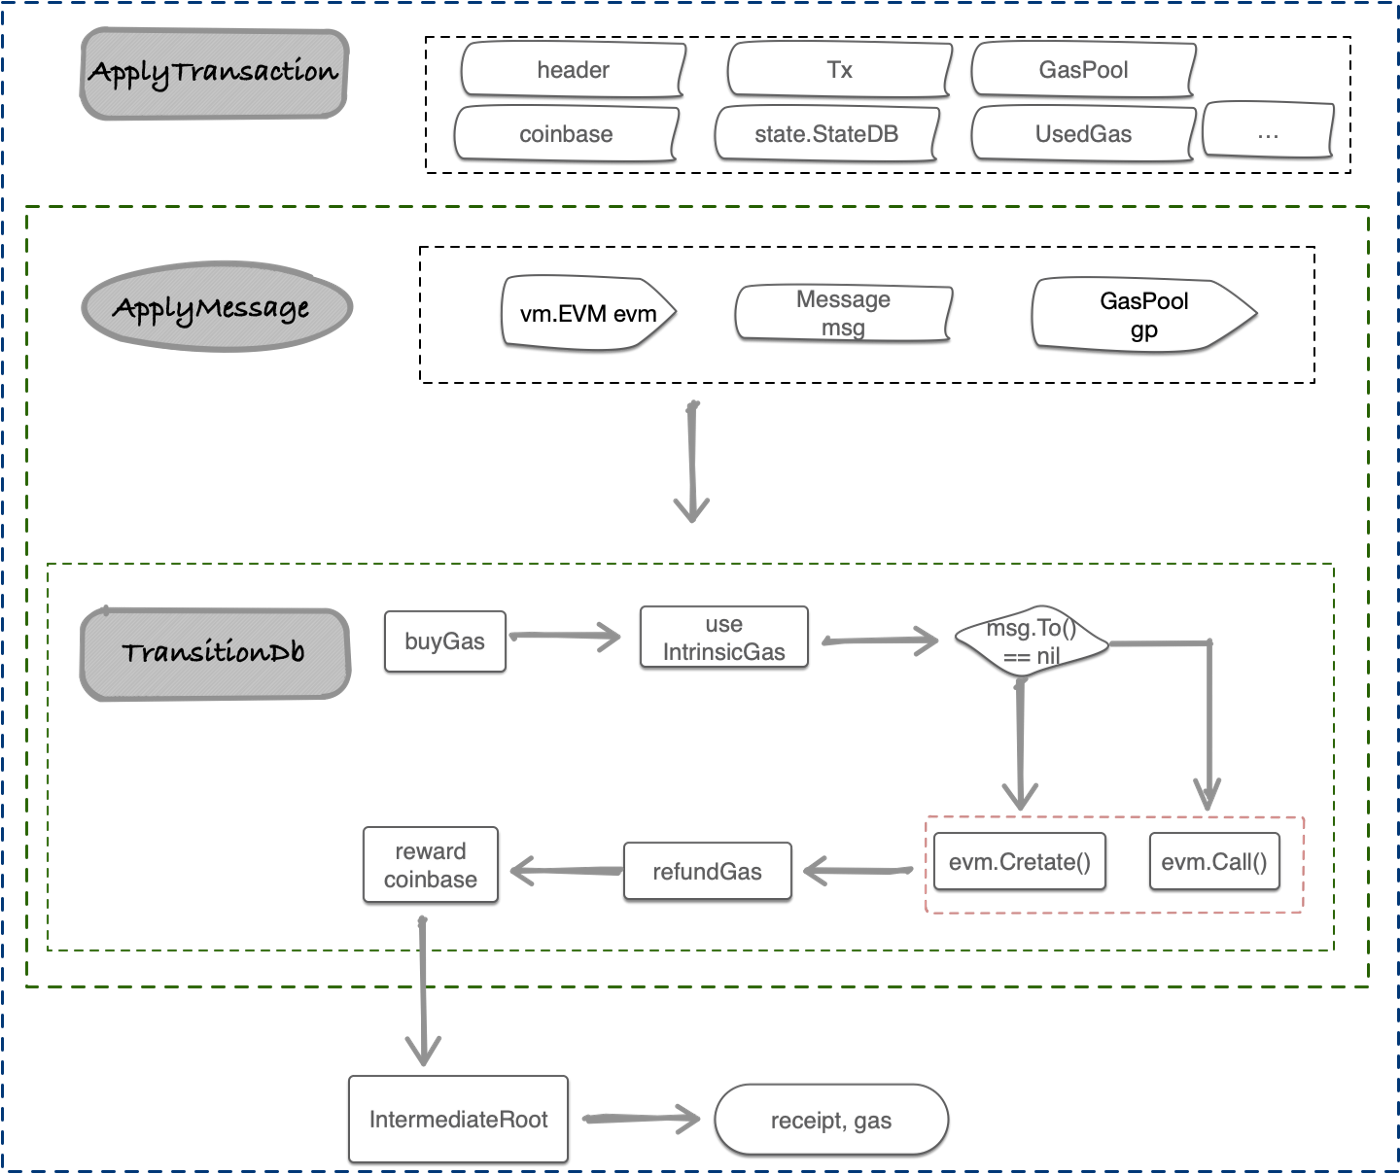 ApplyTransaction
header
Tx
GasPool
coinbase
state.StateDB
UsedGas
...
ApplyMessage
vm.EVM evm
Message
msg
GasPool
gp
TransitionDb
buyGas
use
IntrinsicGas
msg.To()
== nil
reward
coinbase
refundGas
evm.Cretate()
evm.Call()
IntermediateRoot
receipt, gas